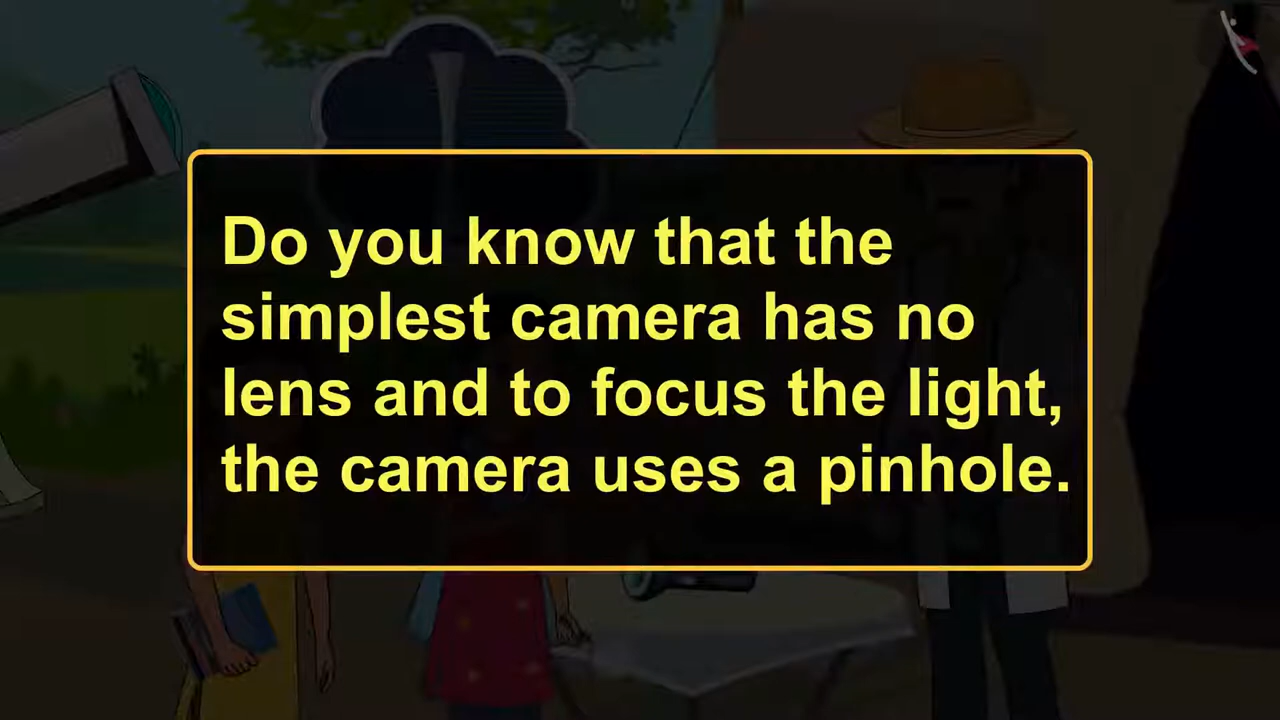 Do you know that the
simplest camera has no
lens and to focus the light,
the camera uses a pinhole.